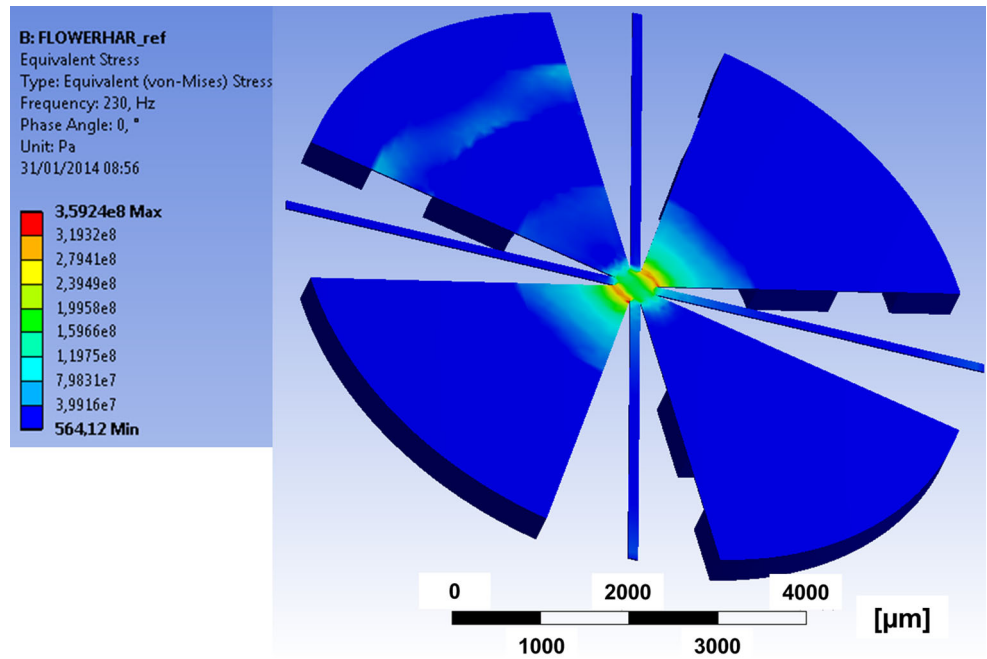 B: FLOWERHAR_ref
Equivalent Stress
Type: Equivalent (von-Mises) Stress
Frequency: 230, Hz
Phase Angle: 0, °
Unit: Pa
31/01/2014 08:56
3,5924e8 Max
3,1932e8
2,7941e8
2,3949e8
1,9958e8
1,5966e8
1,1975e8
7,9831e7
3,9916e7
564,12 Min
0 2000 4000
[µm]
1000 3000